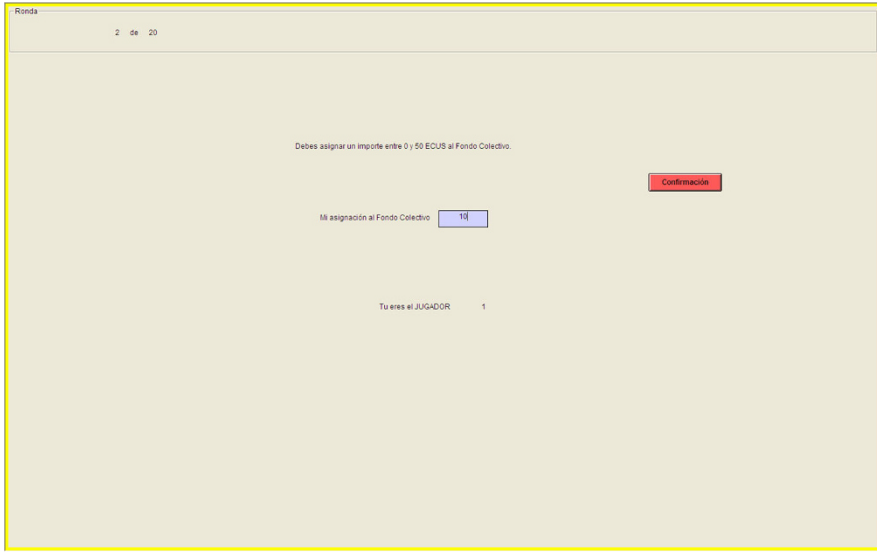 Ronda
2 de 20
Debes asignar un importe entre 0 y 50 ECUS al Fondo Colectivo.
Confirmación
Mi asignación al Fondo Colectivo 10
Tu eres el JUGADOR 1